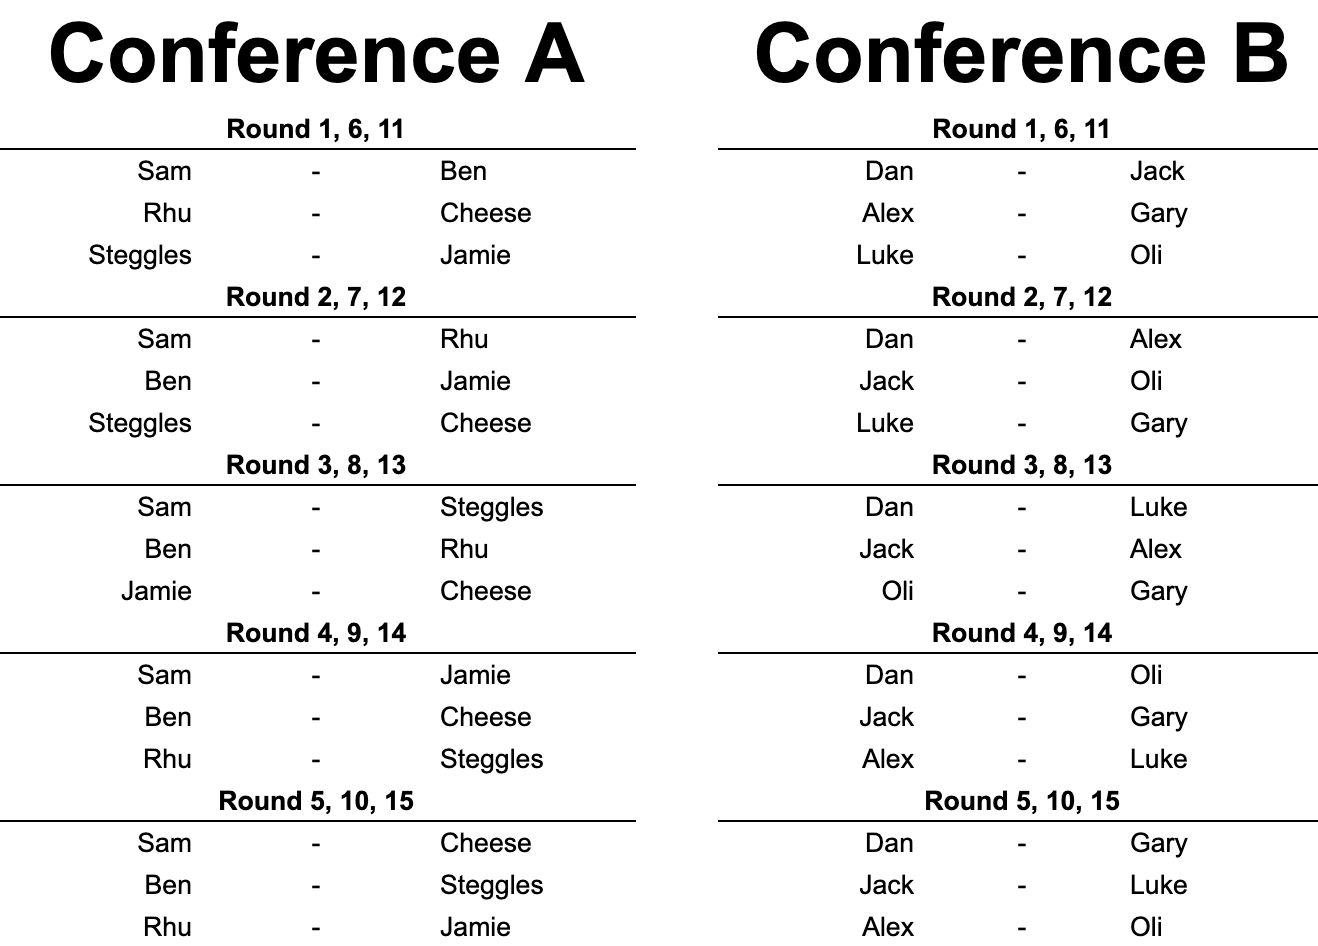 Conference A
Round 1, 6, 11
Sam - Ben
Rhu - Cheese
Steggles - Jamie
Round 2, 7, 12
Sam - Rhu
Ben - Jamie
Steggles - Cheese
Round 3, 8, 13
Sam - Steggles
Ben - Rhu
Jamie - Cheese
Round 4, 9, 14
Sam - Jamie
Ben - Cheese
Rhu - Steggles
Round 5, 10, 15
Sam - Cheese
Ben - Steggles
Rhu - Jamie
Conference B
Round 1, 6, 11
Dan - Jack
Alex - Gary
Luke - Oli
Round 2, 7, 12
Dan - Alex
Jack - Oli
Luke - Gary
Round 3, 8, 13
Dan - Luke
Jack - Alex
Oli - Gary
Round 4, 9, 14
Dan - Oli
Jack - Gary
Alex - Luke
Round 5, 10, 15
Dan - Gary
Jack - Luke
Alex - Oli